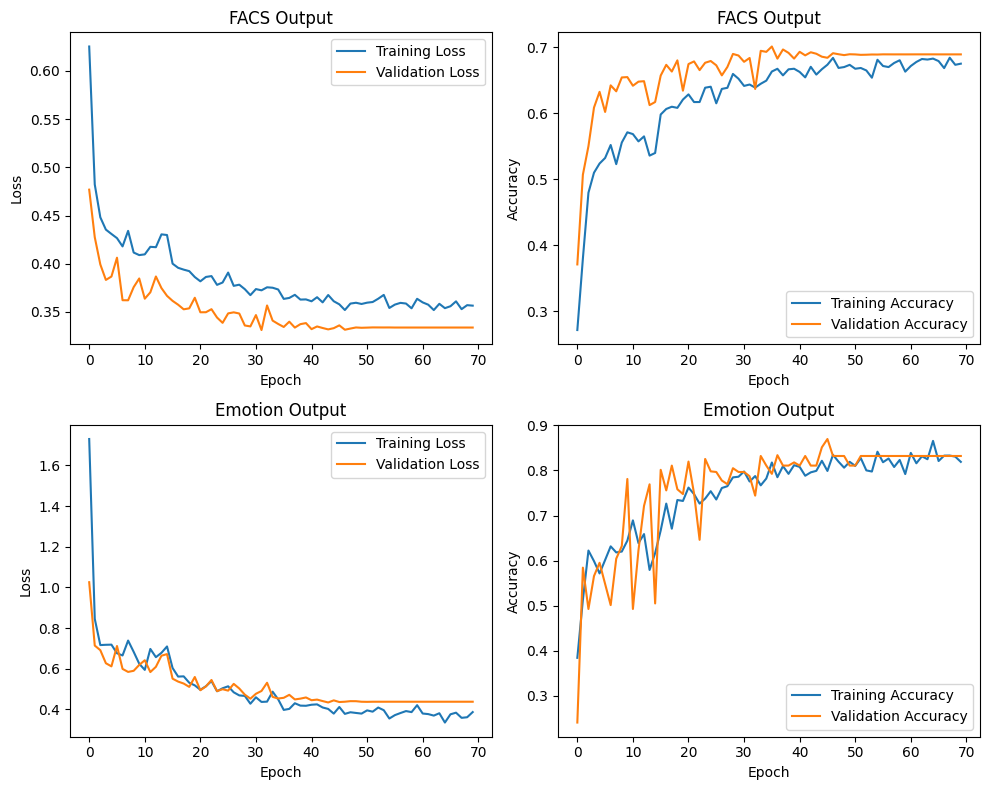 FACS Output
Training Loss
Validation Loss
0.60
0.55
0.50
0.45
0.40
0.35
Loss
0 10 20 30 40 50 60 70
Epoch
FACS Output
0.7
0.6
0.5
0.4
0.3
Accuracy
Training Accuracy
Validation Accuracy
0 10 20 30 40 50 60 70
Epoch
Emotion Output
Training Loss
Validation Loss
1.6
1.4
1.2
1.0
0.8
0.6
0.4
Loss
0 10 20 30 40 50 60 70
Epoch
Emotion Output
0.9
0.8
0.7
0.6
0.5
0.4
0.3
Accuracy
Training Accuracy
Validation Accuracy
0 10 20 30 40 50 60 70
Epoch